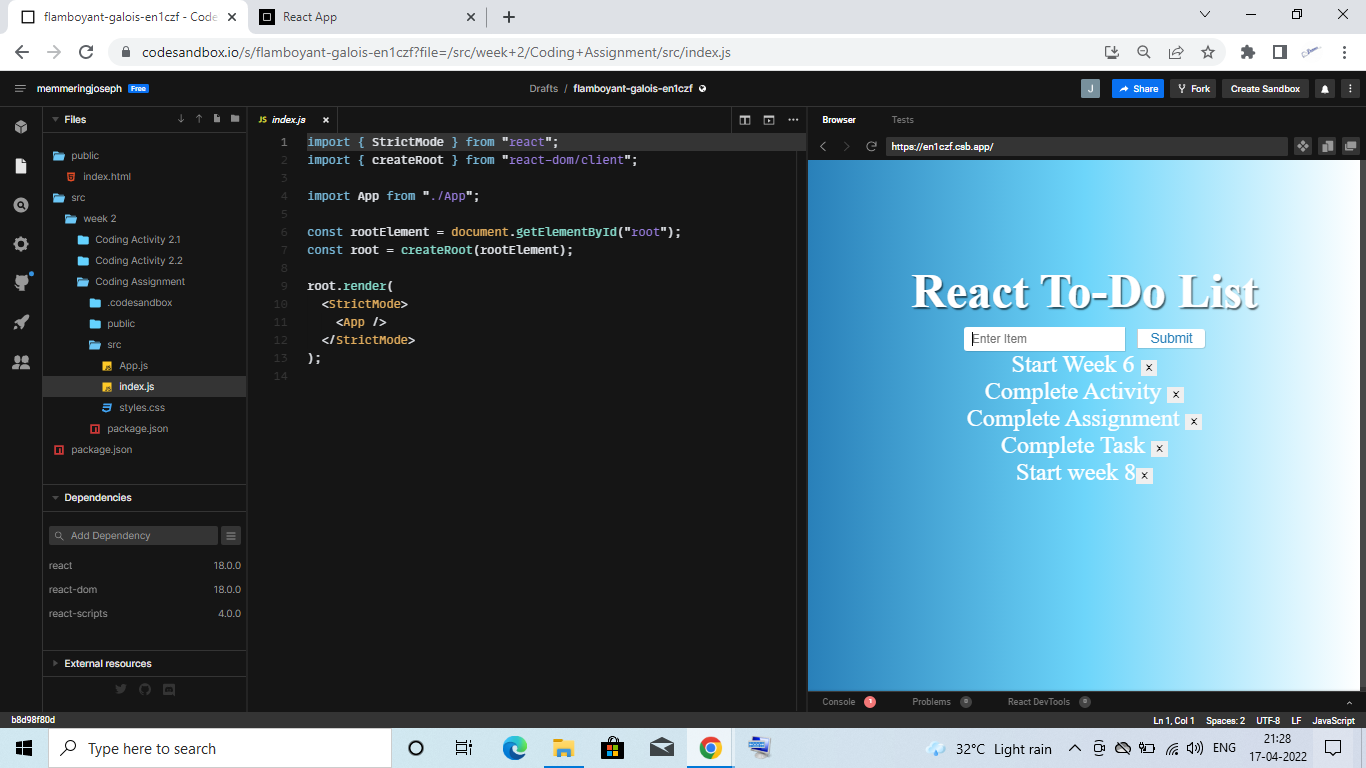 flamboyant-galois-en1czf - Code
React App
codesandbox.io/s/flamboyant-galois-en1czf?file=/src/week+2/Coding+Assignment/src/index.js
memmeringjoseph Free
Drafts / flamboyant-galois-en1czf
J
Share
Fork
Create Sandbox
Files
public
index.html
src
week 2
Coding Activity 2.1
Coding Activity 2.2
Coding Assignment
.codesandbox
public
src
App.js
index.js
styles.css
package.json
package.json
Dependencies
Add Dependency
react 18.0.0
react-dom 18.0.0
react-scripts 4.0.0
External resources
JS index.js
1 import { StrictMode } from "react";
2 import { createRoot } from "react-dom/client";
3
4 import App from "./App";
5
6 const rootElement = document.getElementById("root");
7 const root = createRoot(rootElement);
8
9 root.render(
10 <StrictMode>
11 <App />
12 </StrictMode>
13 );
14
Browser Tests
https://en1czf.csb.app/
React To-Do List
Enter Item Submit
Start Week 6 x
Complete Activity x
Complete Assignment x
Complete Task x
Start week 8 x
Console 1 Problems 0 React DevTools 0
b8d98f80d
Ln 1, Col 1 Spaces: 2 UTF-8 LF JavaScript
Type here to search
32°C Light rain
ENG
21:28
17-04-2022